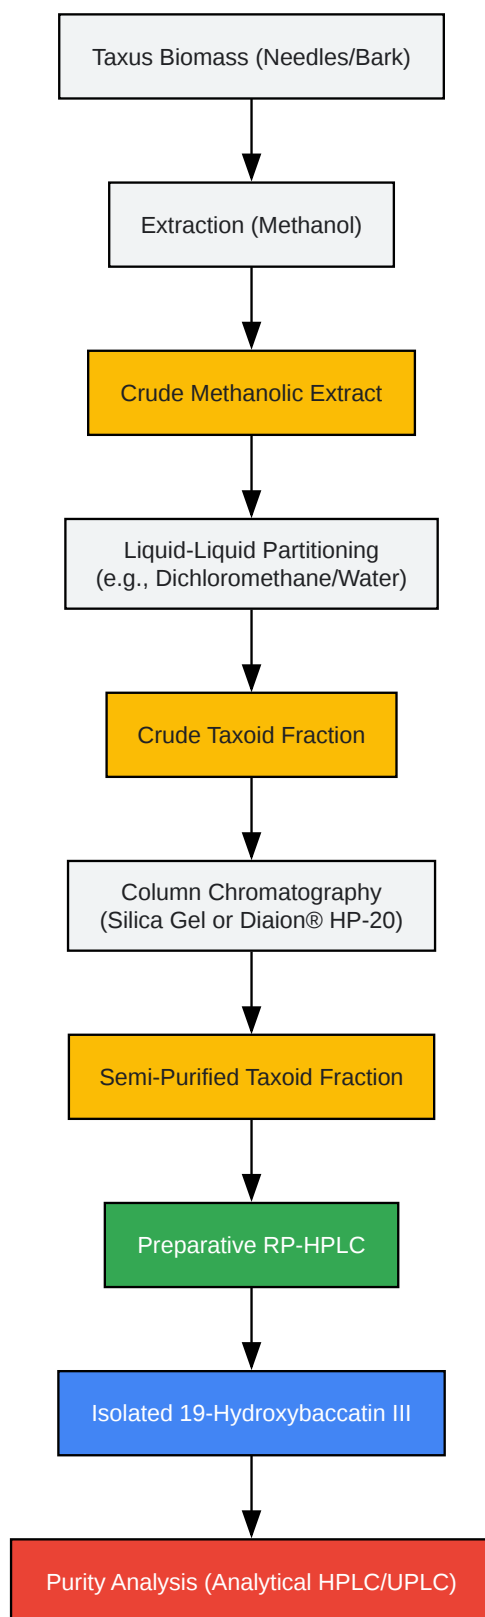 Taxus Biomass (Needles/Bark)
Extraction (Methanol)
Crude Methanolic Extract
Liquid-Liquid Partitioning
(e.g., Dichloromethane/Water)
Crude Taxoid Fraction
Column Chromatography
(Silica Gel or Diaion® HP-20)
Semi-Purified Taxoid Fraction
Preparative RP-HPLC
Isolated 19-Hydroxybaccatin III
Purity Analysis (Analytical HPLC/UPLC)